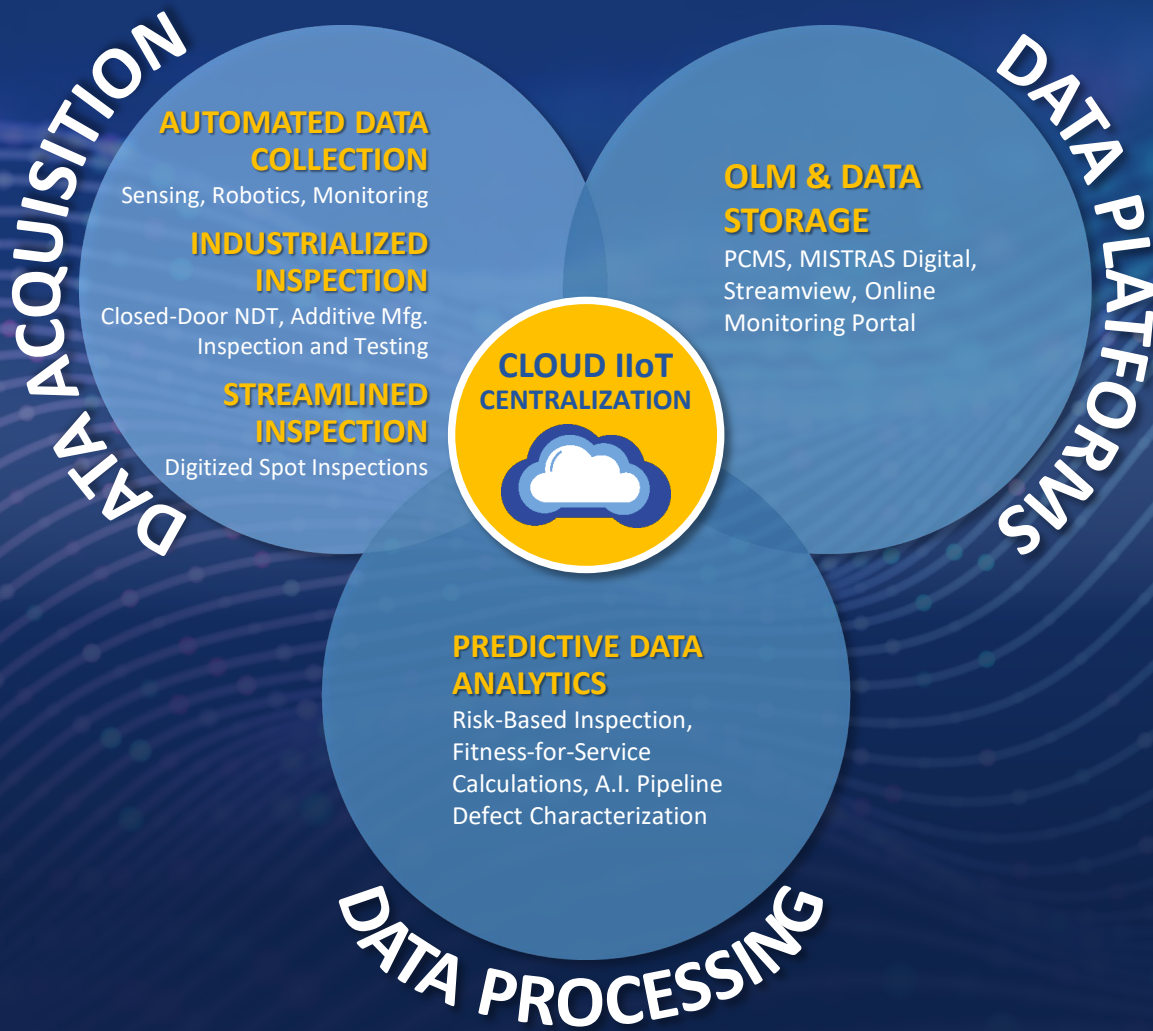 DATA ACQUISITION
AUTOMATED DATA
COLLECTION
Sensing, Robotics, Monitoring
INDUSTRIALIZED
INSPECTION
Closed-Door NDT, Additive Mfg.
Inspection and Testing
STREAMLINED
INSPECTION
Digitized Spot Inspections
DATA PLATFORMS
OLM & DATA
STORAGE
PCMS, MISTRAS Digital,
Streamview, Online
Monitoring Portal
CLOUD IIoT
CENTRALIZATION
PREDICTIVE DATA
ANALYTICS
Risk-Based Inspection,
Fitness-for-Service
Calculations, A.I. Pipeline
Defect Characterization
DATA PROCESSING